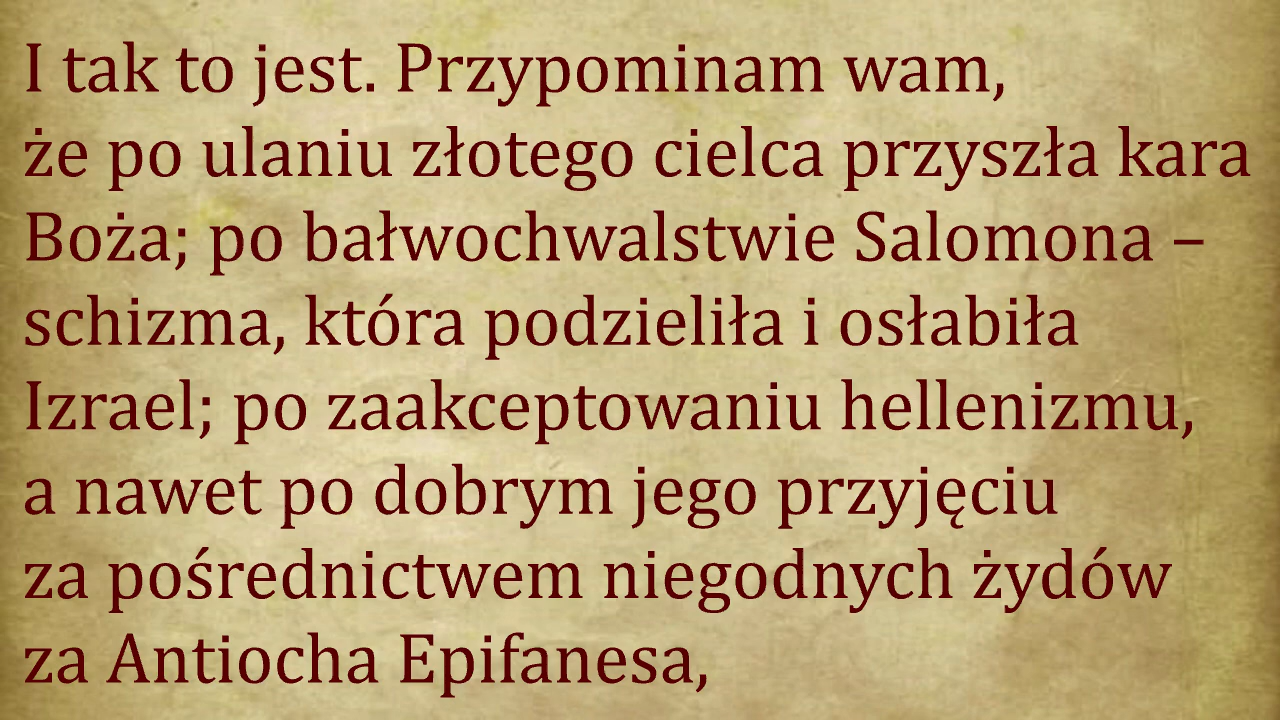 I tak to jest. Przypominam wam,
że po ulaniu złotego cielca przyszła kara
Boża; po bałwochwalstwie Salomona –
schizma, która podzieliła i osłabiła
Izrael; po zaakceptowaniu hellenizmu,
a nawet po dobrym jego przyjęciu
za pośrednictwem niegodnych żydów
za Antiocha Epifanesa,